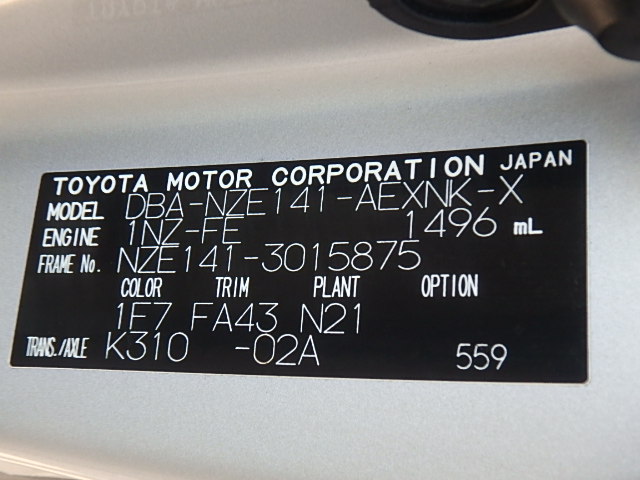 TOYOTA MOTOR CORPORATION JAPAN
MODEL DBA-NZE141-AEXNK-X
ENGINE 1NZ-FE 1496 mL
FRAME No. NZE141-3015875
COLOR TRIM PLANT OPTION
1F7 FA43 N21
TRANS./AXLE K310 -02A 559